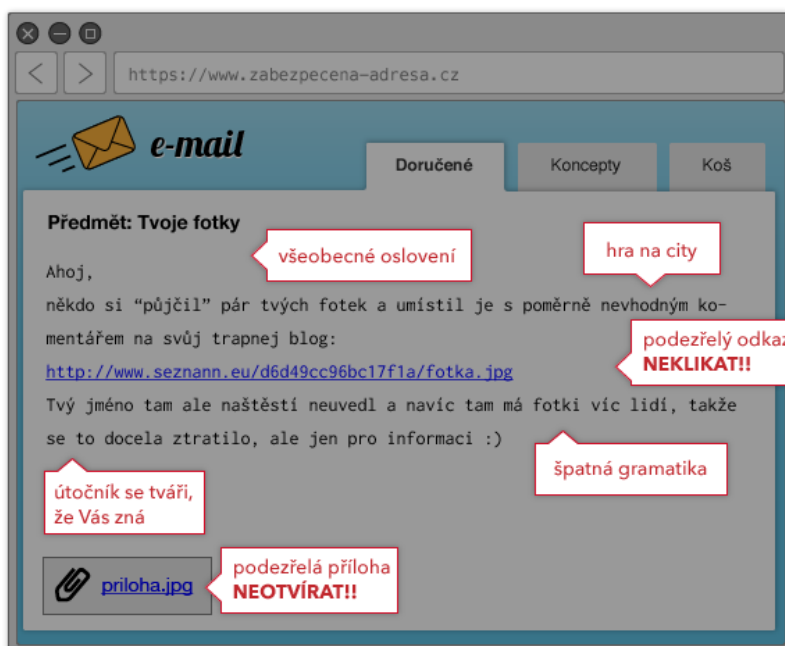 https://www.zabezpecena-adresa.cz
e-mail
Doručené
Koncepty
Koš
Předmět: Tvoje fotky
všeobecné oslovení
hra na city
Ahoj,
někdo si “půjčil” pár tvých fotek a umístil je s poměrně nevhodným ko-
mentářem na svůj trapnej blog:
podezřelý odkaz
NEKLIKAT!!
http://www.seznann.eu/d6d49cc96bc17f1a/fotka.jpg
Tvý jméno tam ale naštěstí neuvedl a navíc tam má fotki víc lidí, takže
se to docela ztratilo, ale jen pro informaci :)
špatná gramatika
útočník se tváři,
že Vás zná
priloha.jpg
podezřelá příloha
NEOTVÍRAT!!